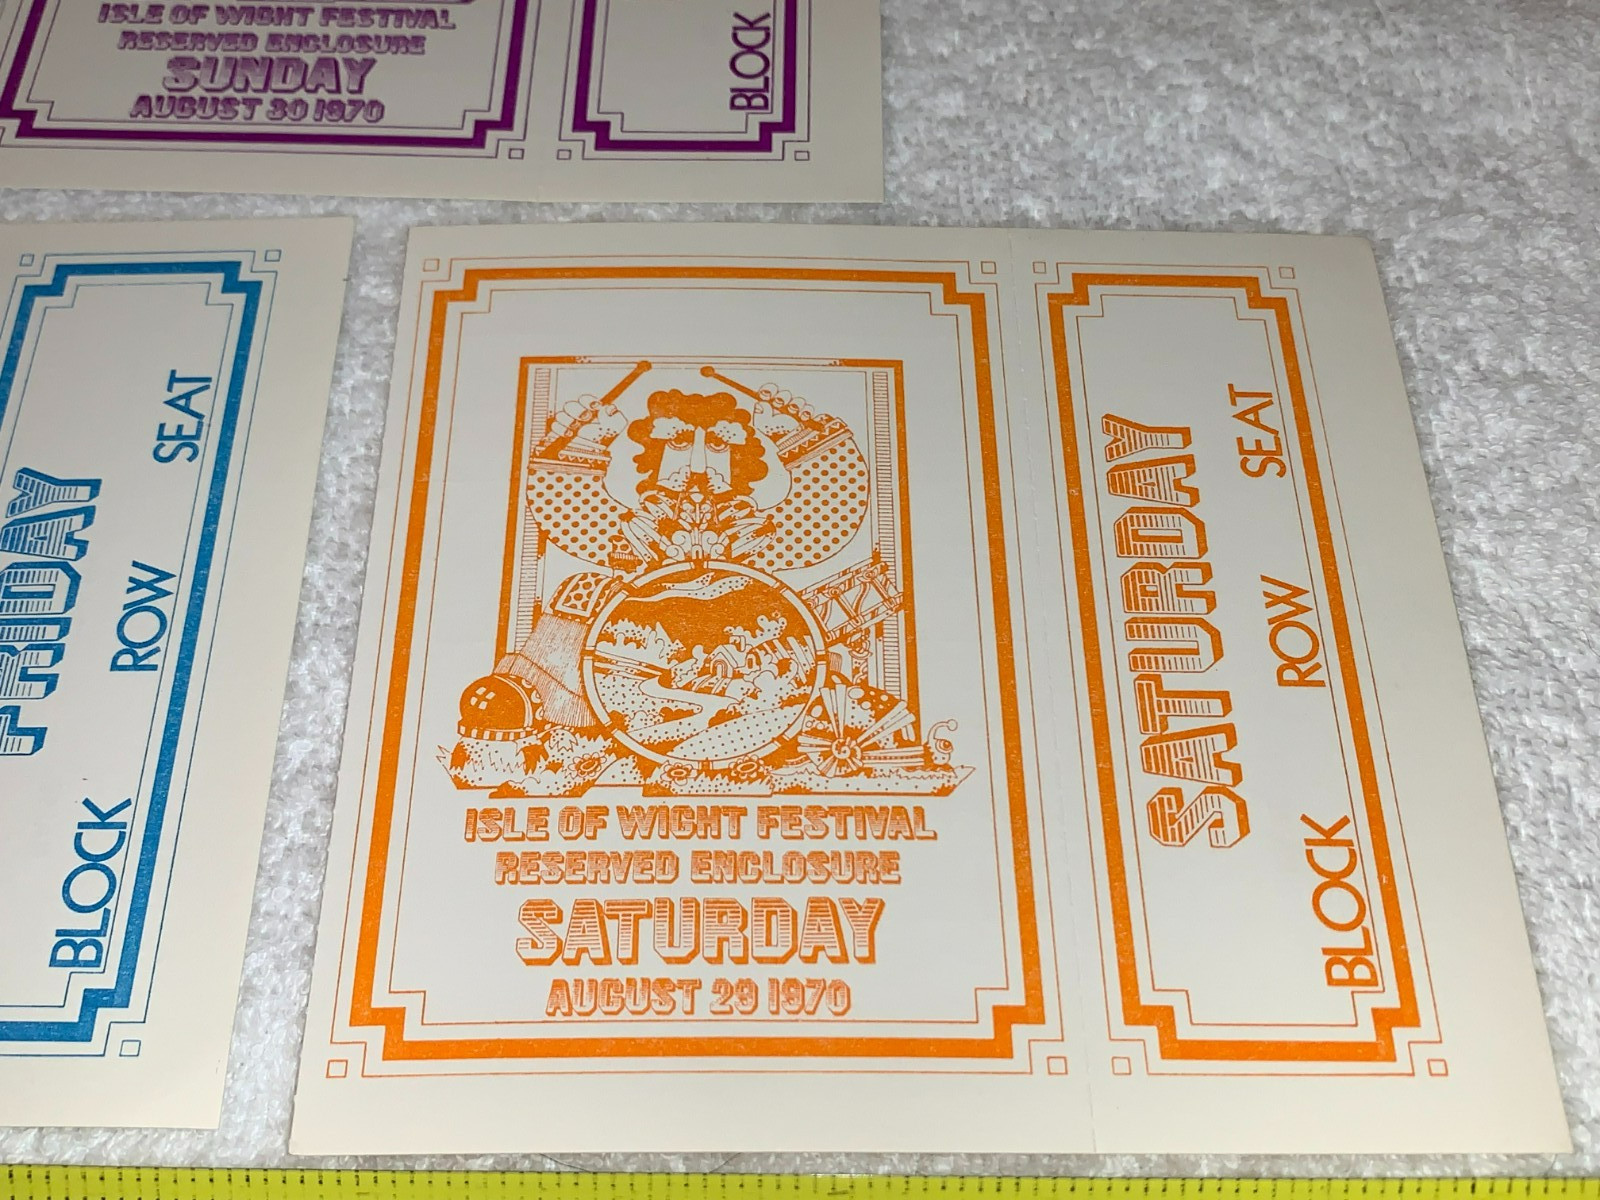 ISLE OF WIGHT FESTIVAL
RESERVED ENCLOSURE
SUNDAY
AUGUST 30 1970
BLOCK
FRIDAY
BLOCK ROW SEAT
ISLE OF WIGHT FESTIVAL
RESERVED ENCLOSURE
SATURDAY
AUGUST 29 1970
SATURDAY
BLOCK ROW SEAT